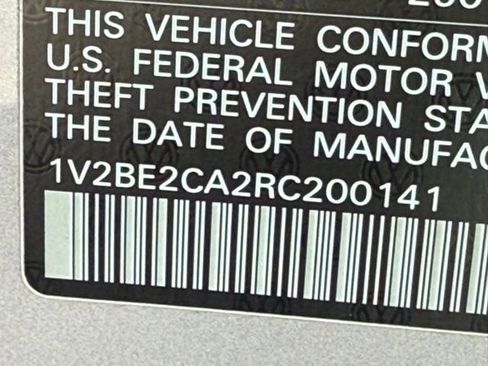 THIS VEHICLE CONFORM
U.S. FEDERAL MOTOR V
THEFT PREVENTION STA
THE DATE OF MANUFAC
1V2BE2CA2RC200141